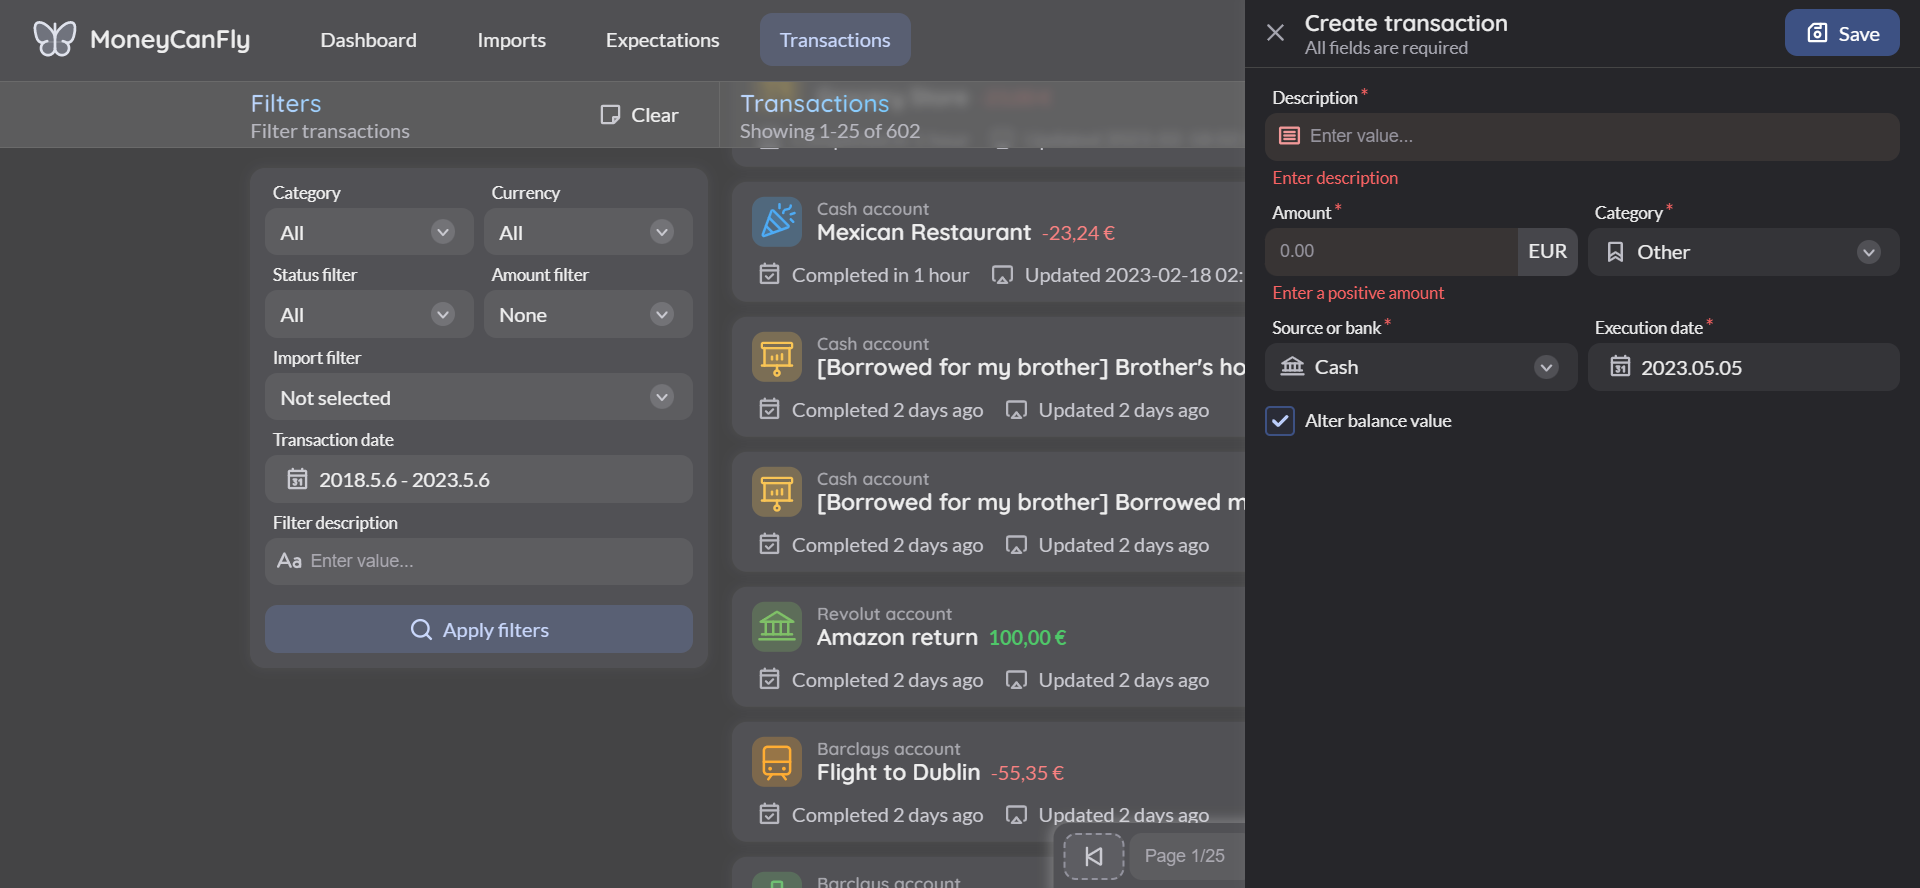 MoneyCanFly
Dashboard
Imports
Expectations
Transactions
Filters
Filter transactions
Clear
Transactions
Showing 1-25 of 602
Category
Currency
All
All
Status filter
Amount filter
All
None
Import filter
Not selected
Transaction date
31 2018.5.6 - 2023.5.6
Filter description
Aa Enter value...
Apply filters
Cash account
Mexican Restaurant -23,24 €
Completed in 1 hour Updated 2023-02-18 02:
Cash account
[Borrowed for my brother] Brother's ho
Completed 2 days ago Updated 2 days ago
Cash account
[Borrowed for my brother] Borrowed m
Completed 2 days ago Updated 2 days ago
Revolut account
Amazon return 100,00 €
Completed 2 days ago Updated 2 days ago
Barclays account
Flight to Dublin -55,35 €
Completed 2 days ago Updated 2 days ago
Barclays account
Page 1/25
Create transaction
All fields are required
Save
Description*
Enter value...
Enter description
Amount*
Category*
0.00 EUR
Other
Enter a positive amount
Source or bank*
Execution date*
Cash
31 2023.05.05
Alter balance value